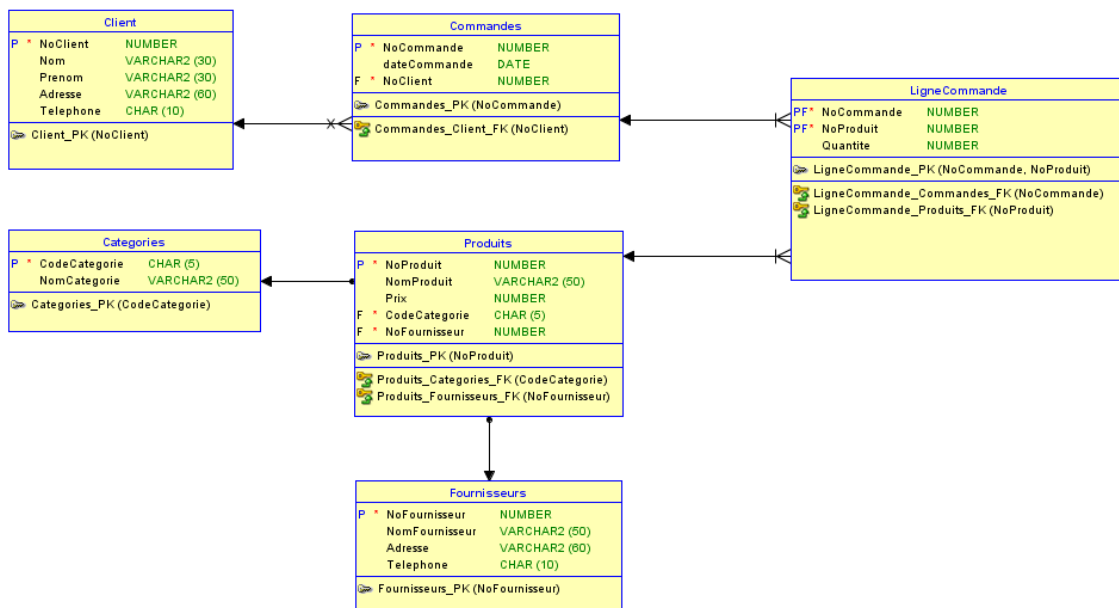 Client
P * NoClient NUMBER
Nom VARCHAR2 (30)
Prenom VARCHAR2 (30)
Adresse VARCHAR2 (60)
Telephone CHAR (10)
Client_PK (NoClient)
Commandes
P * NoCommande NUMBER
dateCommande DATE
F * NoClient NUMBER
Commandes_PK (NoCommande)
Commandes_Client_FK (NoClient)
LigneCommande
PF* NoCommande NUMBER
PF* NoProduit NUMBER
Quantite NUMBER
LigneCommande_PK (NoCommande, NoProduit)
LigneCommande_Commandes_FK (NoCommande)
LigneCommande_Produits_FK (NoProduit)
Categories
P * CodeCategorie CHAR (5)
NomCategorie VARCHAR2 (50)
Categories_PK (CodeCategorie)
Produits
P * NoProduit NUMBER
NomProduit VARCHAR2 (50)
Prix NUMBER
F * CodeCategorie CHAR (5)
F * NoFournisseur NUMBER
Produits_PK (NoProduit)
Produits_Categories_FK (CodeCategorie)
Produits_Fournisseurs_FK (NoFournisseur)
Fournisseurs
P * NoFournisseur NUMBER
NomFournisseur VARCHAR2 (50)
Adresse VARCHAR2 (60)
Telephone CHAR (10)
Fournisseurs_PK (NoFournisseur)